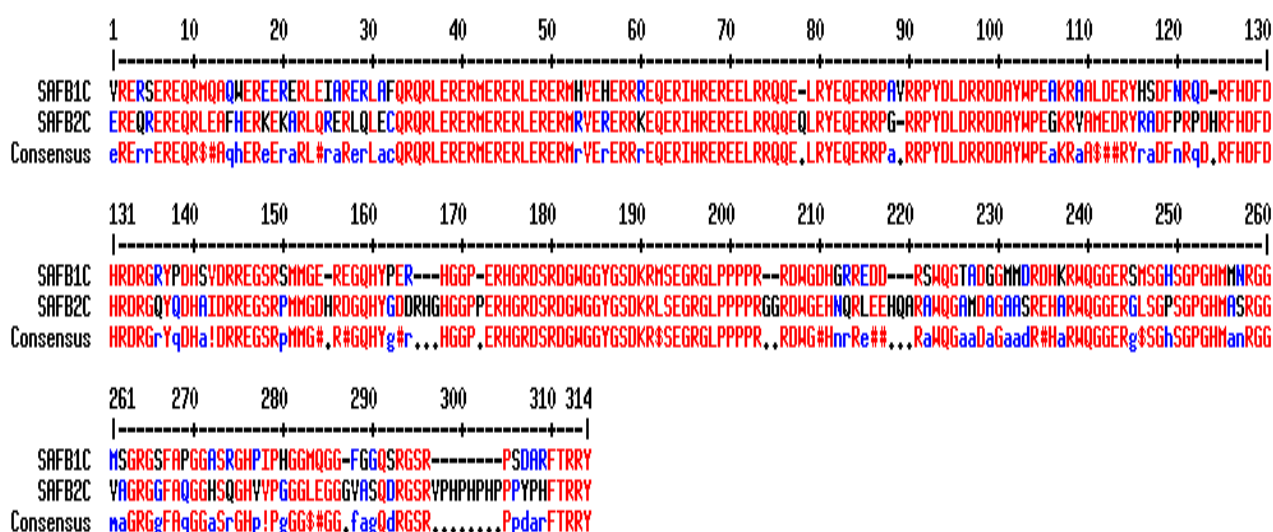 1 10 20 30 40 50 60 70 80 90 100 110 120 130
|---------+---------+---------+---------+---------+---------+---------+---------+---------+---------+---------+---------+---------|
SAFB1C VRERSEREQRMQAQWEREERERLEIARERLAFQRQRLERERMERERLERERMHVEHERRREQERIHREREELRRQQE-LRYEQERRPAVRRPYDLDRRDDAYWPEAKRAALDERYHSDFNRQD-RFHDFD
SAFB2C EREQREREQRLEAFHERKEKARLQRERLQLECQRQRLERERMERERLERERMRVERERRKEQERIHREREELRRQQEQLRYEQERRPG-RRPYDLDRRDDAYWPEGKRVAMEDRYRADFPRPDHRFHDFD
Consensus eRErrEREQR$#AqhEReEraRL#raRerLacQRQRLERERMERERLERERMrVErERRrEQERIHREREELRRQQE.LRYEQERRPa.RRPYDLDRRDDAYWPEaKRaA$##RYraDFnRqD.RFHDFD
131 140 150 160 170 180 190 200 210 220 230 240 250 260
|---------+---------+---------+---------+---------+---------+---------+---------+---------+---------+---------+---------+---------|
SAFB1C HRDRGRYPDHSVDRREGSRSMMGE-REGQHYPER---HGGP-ERHGRDSRDGWGGYGSDKRMSEGRGLPPPPR--RDWGDHGRREDD---RSWQGTADGGMMDRDHKRWQGGERSMSGHSGPGHMMNRGG
SAFB2C HRDRGQYQDHAIDRREGSRPMMGDHRDGQHYGDDRHGHGGPPERHGRDSRDGWGGYGSDKRLSEGRGLPPPPRGGRDWGEHNQRLEEHQARAWQGAMDAGAASREHARWQGGERGLSGPSGPGHMASRGG
Consensus HRDRGrYqDHa!DRREGSRpMMG#.R#GQHYg#r...HGGP.ERHGRDSRDGWGGYGSDKR$SEGRGLPPPPR..RDWG#HnrRe##...RaWQGaaDaGaadR#HaRWQGGERg$SGhSGPGHManRGG
261 270 280 290 300 310 314
|---------+---------+---------+---------+---------+---|
SAFB1C MSGRGSFAPGGASRGHPIPHGGMQGG-FGGQSRGSR--------PSDARFTRRY
SAFB2C VAGRGGFAQGGHSQGHVVPGGGLEGGGVASQDRGSRVPHPHPHPPPYPHFTRRY
Consensus maGRGgFAqGGaSrGHp!PgGG$#GG.fagQdRGSR........PpdarFTRRY